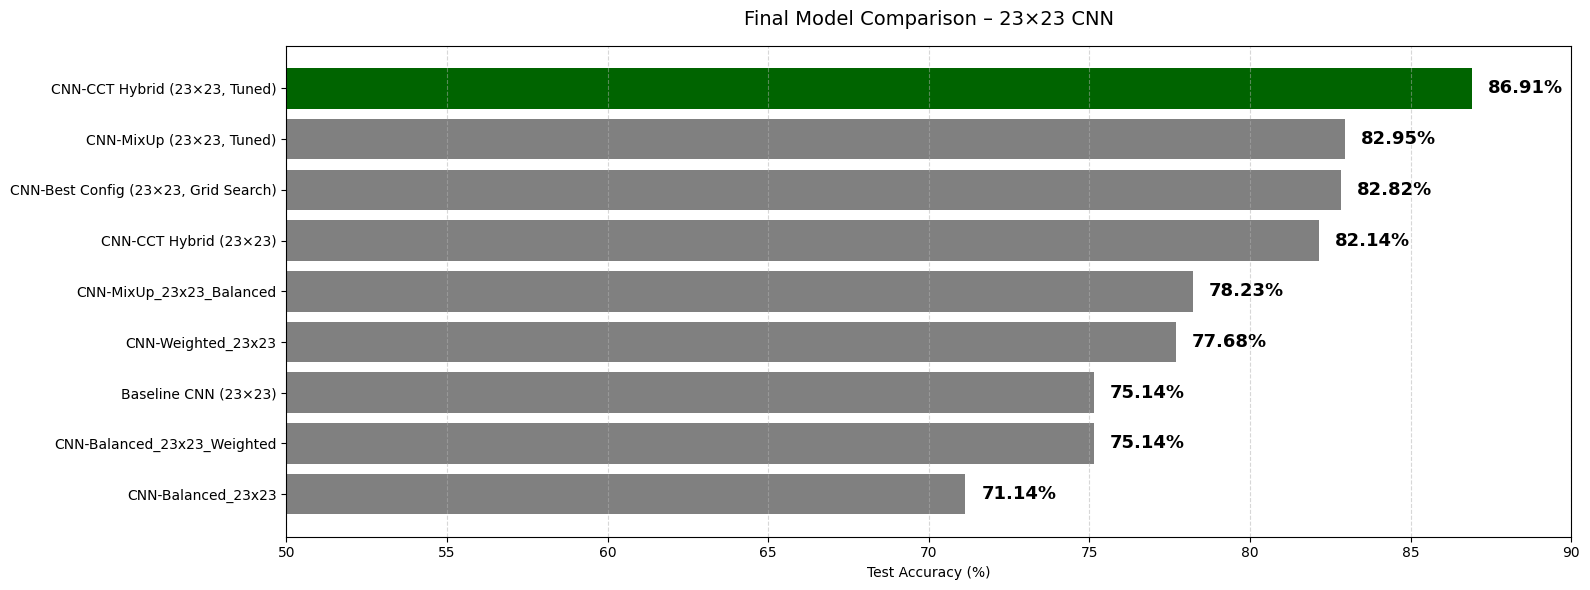 Final Model Comparison – 23×23 CNN
CNN-CCT Hybrid (23×23, Tuned) 86.91%
CNN-MixUp (23×23, Tuned) 82.95%
CNN-Best Config (23×23, Grid Search) 82.82%
CNN-CCT Hybrid (23×23) 82.14%
CNN-MixUp_23x23_Balanced 78.23%
CNN-Weighted_23x23 77.68%
Baseline CNN (23×23) 75.14%
CNN-Balanced_23x23_Weighted 75.14%
CNN-Balanced_23x23 71.14%
50 55 60 65 70 75 80 85 90
Test Accuracy (%)